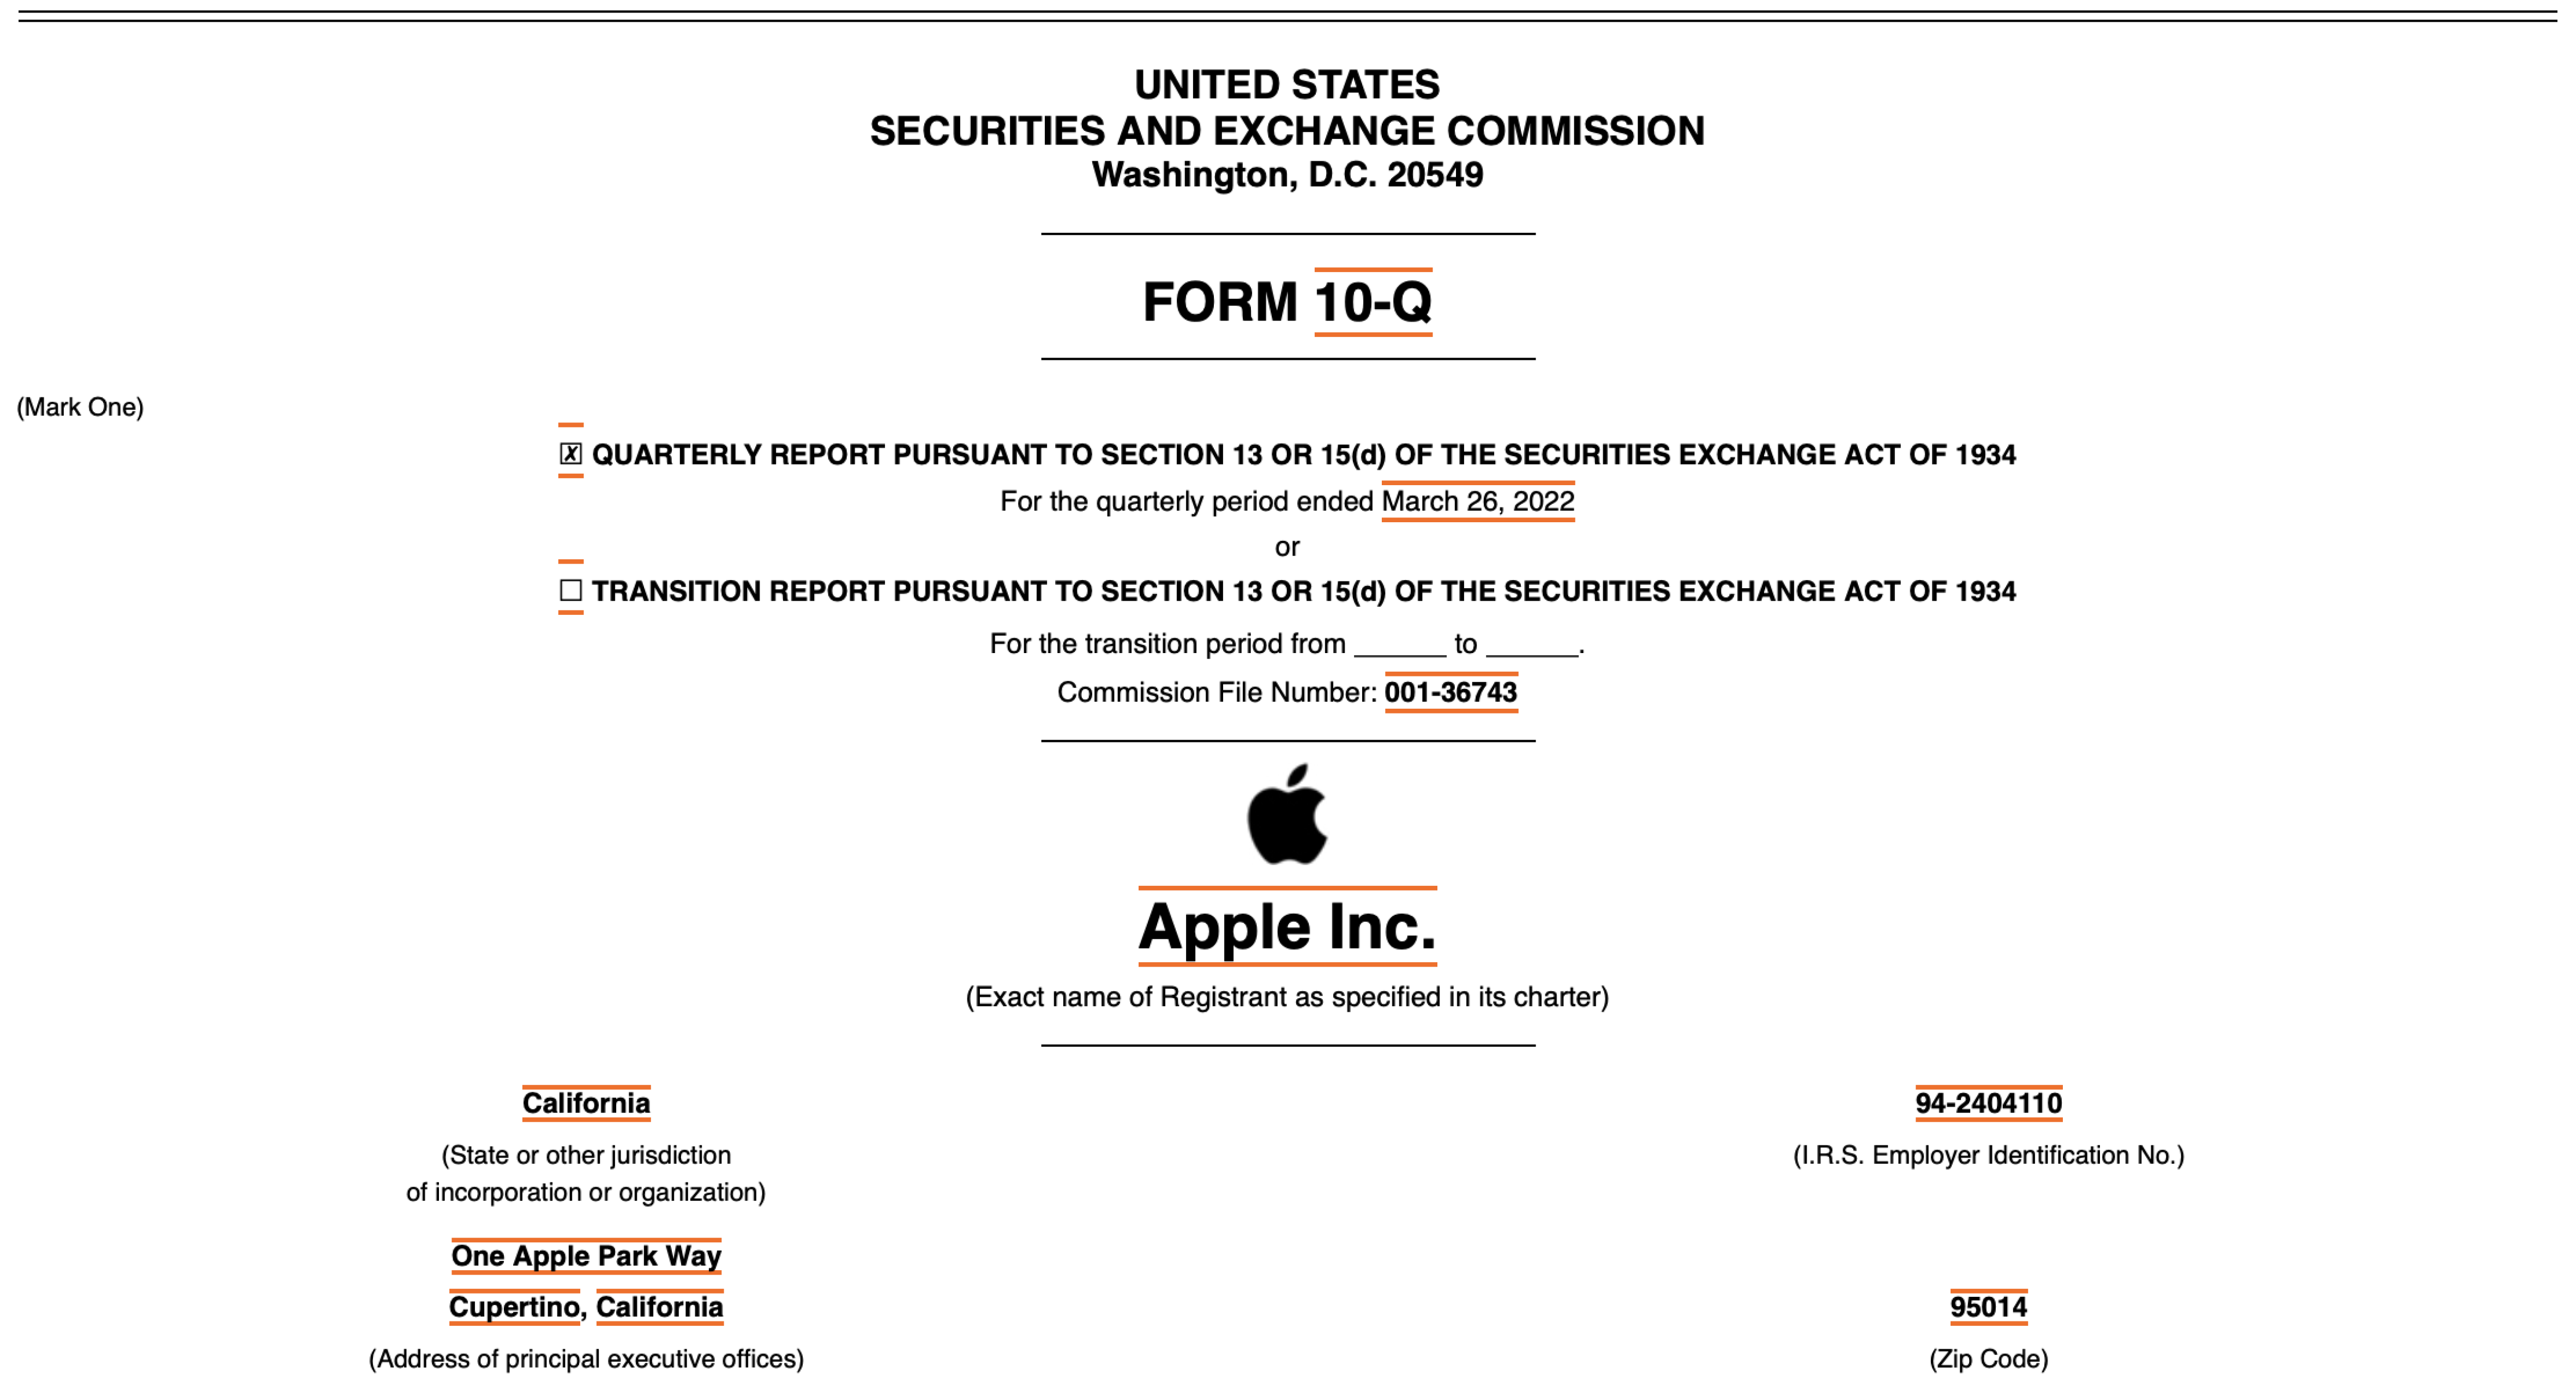 UNITED STATES
SECURITIES AND EXCHANGE COMMISSION
Washington, D.C. 20549
FORM 10-Q
(Mark One)
☒ QUARTERLY REPORT PURSUANT TO SECTION 13 OR 15(d) OF THE SECURITIES EXCHANGE ACT OF 1934
For the quarterly period ended March 26, 2022
or
☐ TRANSITION REPORT PURSUANT TO SECTION 13 OR 15(d) OF THE SECURITIES EXCHANGE ACT OF 1934
For the transition period from ______ to ______.
Commission File Number: 001-36743
Apple Inc.
(Exact name of Registrant as specified in its charter)
California 94-2404110
(State or other jurisdiction (I.R.S. Employer Identification No.)
of incorporation or organization)
One Apple Park Way
Cupertino, California 95014
(Address of principal executive offices) (Zip Code)